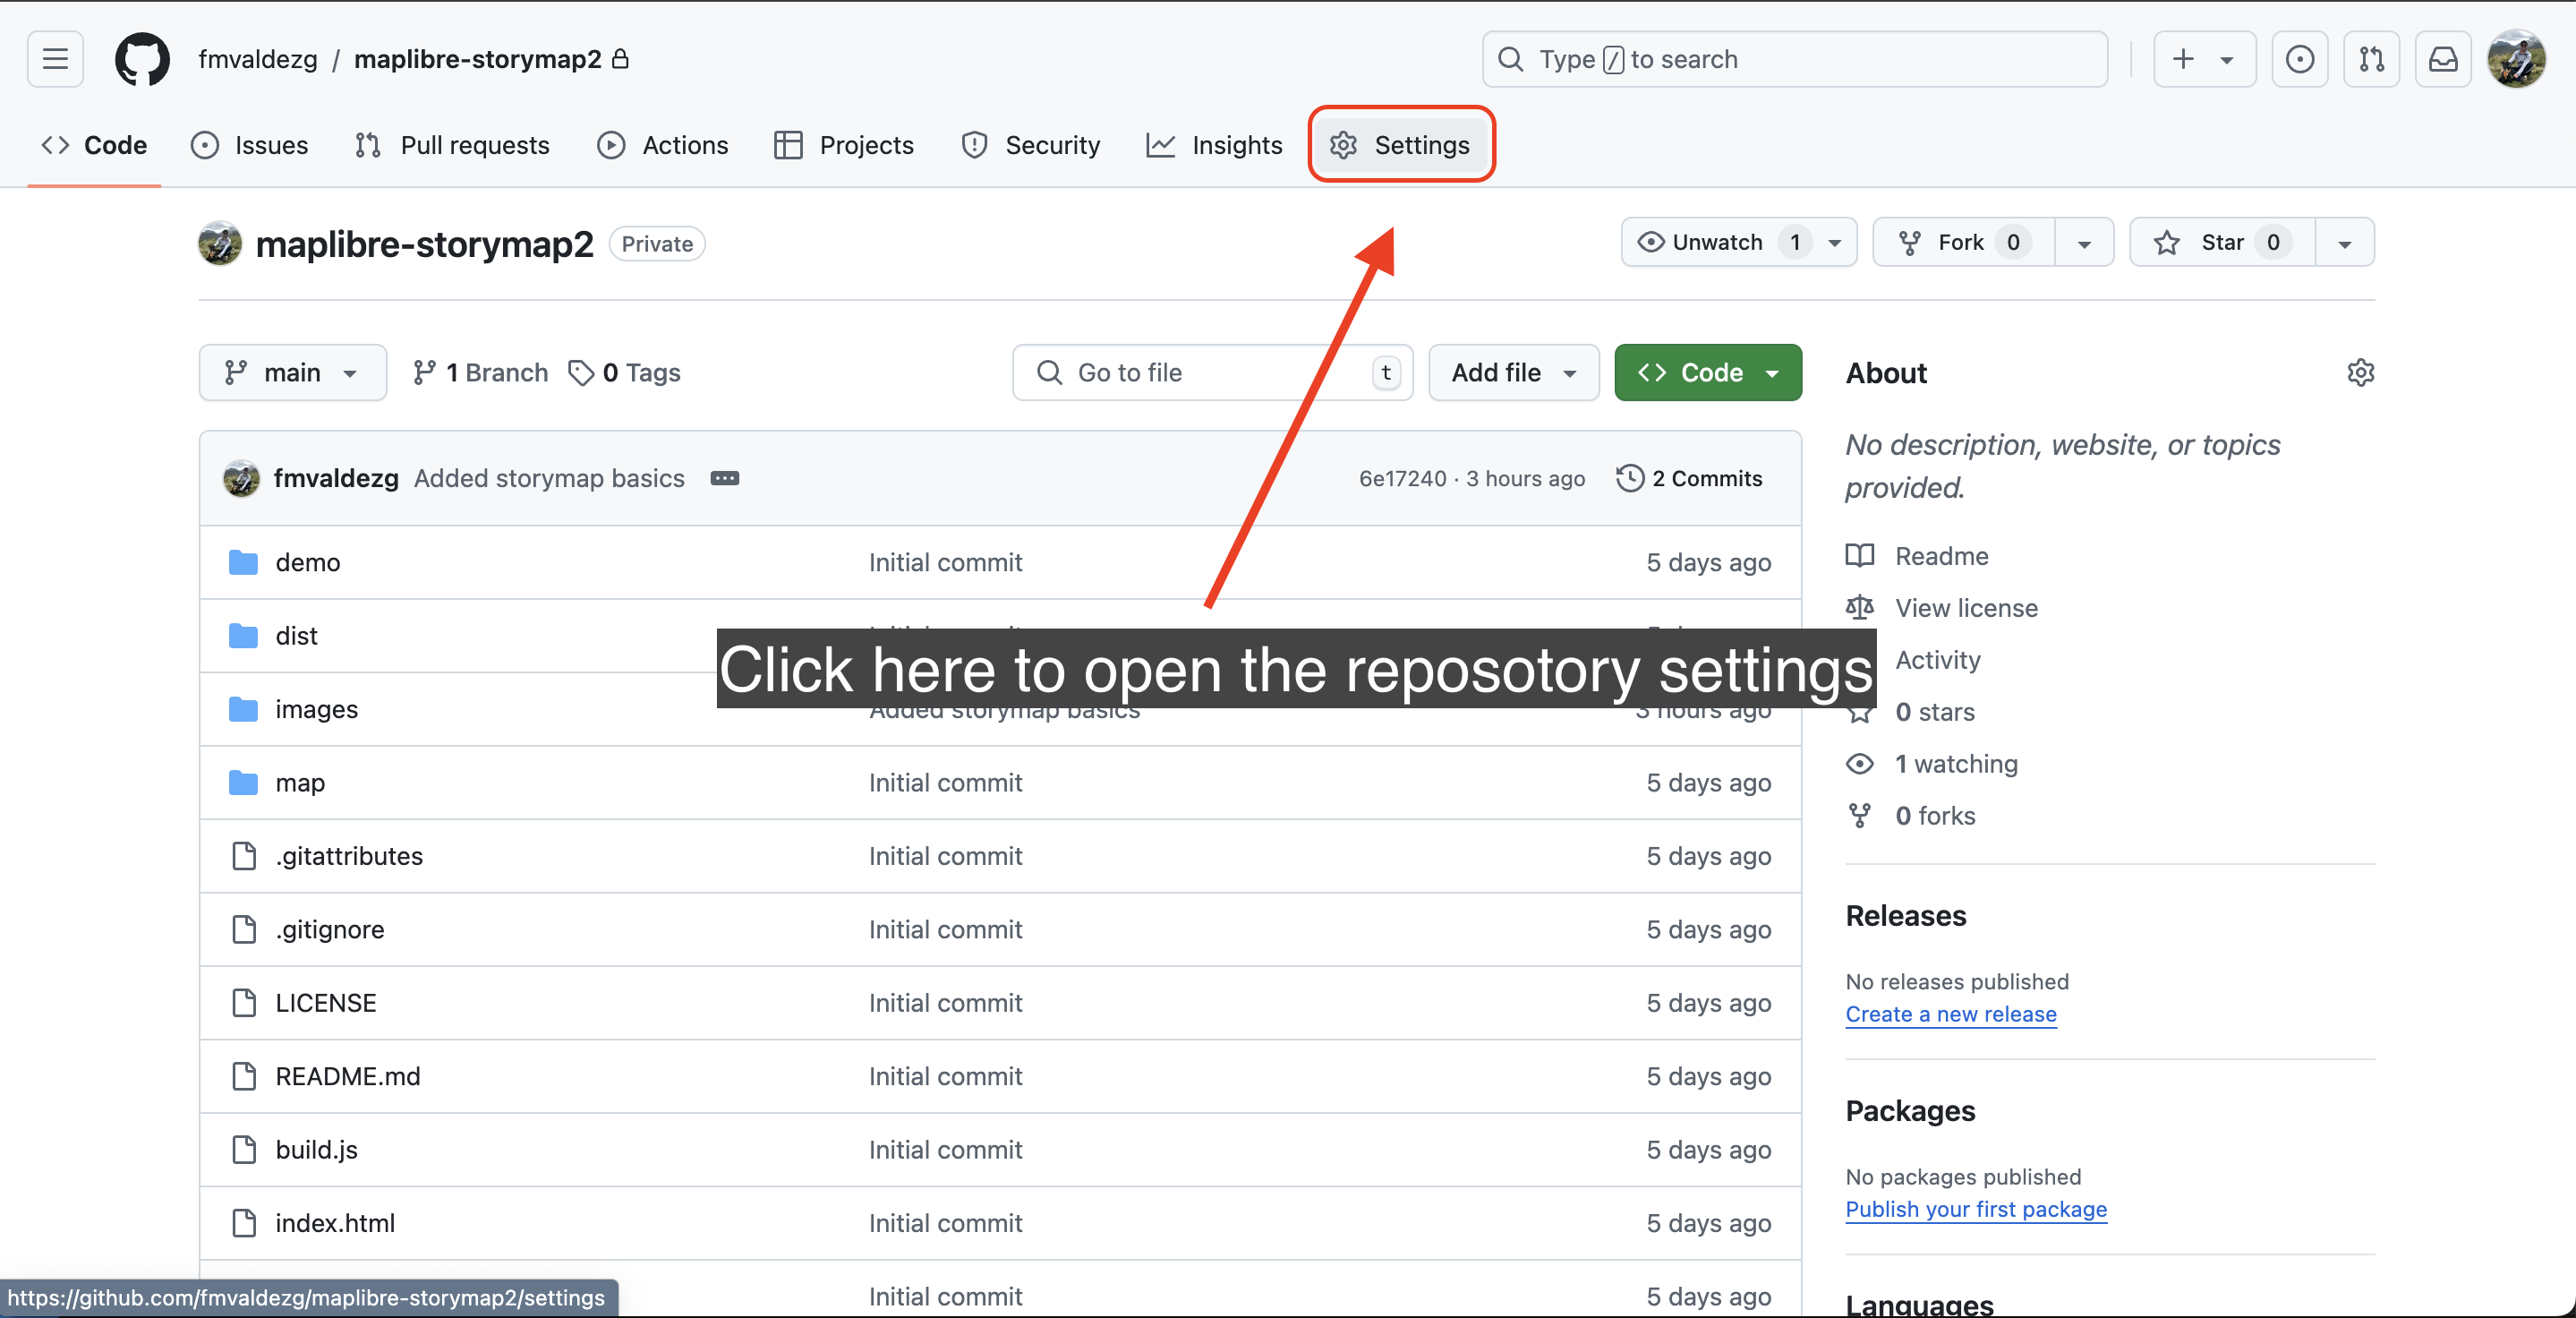 fmvaldezg / maplibre-storymap2
Type / to search
Code Issues Pull requests Actions Projects Security Insights Settings
maplibre-storymap2 Private
Unwatch 1 Fork 0 Star 0
main 1 Branch 0 Tags
Go to file t Add file Code
About
No description, website, or topics
provided.
fmvaldezg Added storymap basics 6e17240 · 3 hours ago 2 Commits
demo Initial commit 5 days ago
dist
Click here to open the reposotory settings
images Added storymap basics 3 hours ago
map Initial commit 5 days ago
.gitattributes Initial commit 5 days ago
.gitignore Initial commit 5 days ago
LICENSE Initial commit 5 days ago
README.md Initial commit 5 days ago
build.js Initial commit 5 days ago
index.html Initial commit 5 days ago
Initial commit 5 days ago
Readme
View license
Activity
0 stars
1 watching
0 forks
Releases
No releases published
Create a new release
Packages
No packages published
Publish your first package
Languages
https://github.com/fmvaldezg/maplibre-storymap2/settings